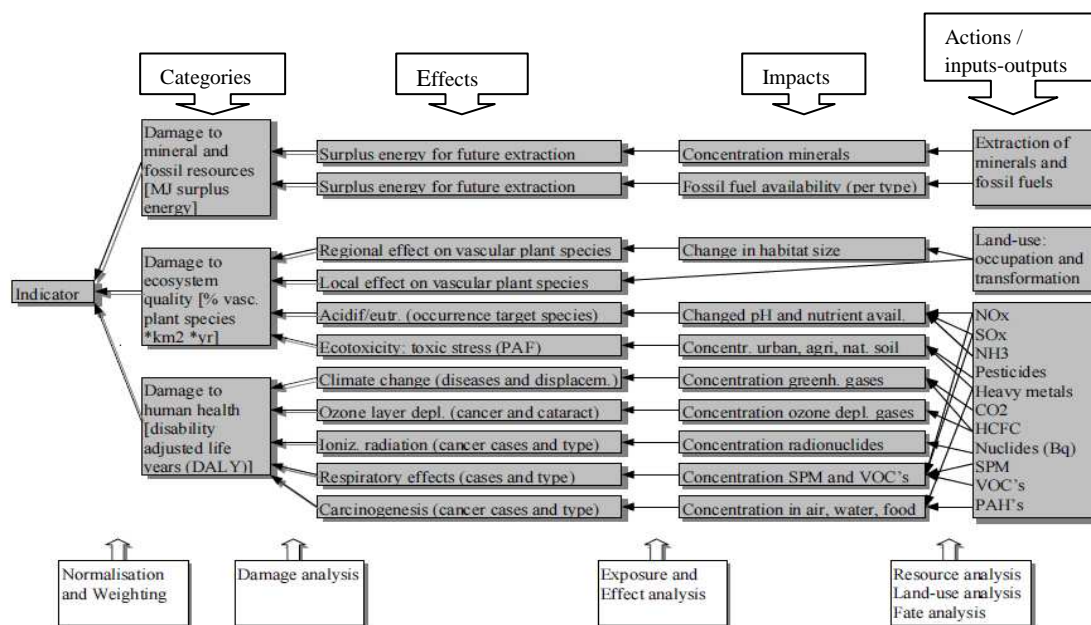 Categories
Effects
Impacts
Actions /
inputs-outputs
Damage to
mineral and
fossil resources
[MJ surplus
energy]
Surplus energy for future extraction
Concentration minerals
Extraction of
minerals and
fossil fuels
Surplus energy for future extraction
Fossil fuel availability (per type)
Indicator
Damage to
ecosystem
quality [% vasc.
plant species
*km2 *yr]
Regional effect on vascular plant species
Change in habitat size
Land-use:
occupation and
transformation
Local effect on vascular plant species
Acidif/eutr. (occurrence target species)
Changed pH and nutrient avail.
Ecotoxicity: toxic stress (PAF)
Concentr. urban, agri, nat. soil
NOx
SOx
NH3
Pesticides
Heavy metals
CO2
HCFC
Nuclides (Bq)
SPM
VOC's
PAH's
Damage to
human health
[disability
adjusted life
years (DALY)]
Climate change (diseases and displacem.)
Concentration greenh. gases
Ozone layer depl. (cancer and cataract)
Concentration ozone depl. gases
Ioniz. radiation (cancer cases and type)
Concentration radionuclides
Respiratory effects (cases and type)
Concentration SPM and VOC's
Carcinogenesis (cancer cases and type)
Concentration in air, water, food
Normalisation
and Weighting
Damage analysis
Exposure and
Effect analysis
Resource analysis
Land-use analysis
Fate analysis